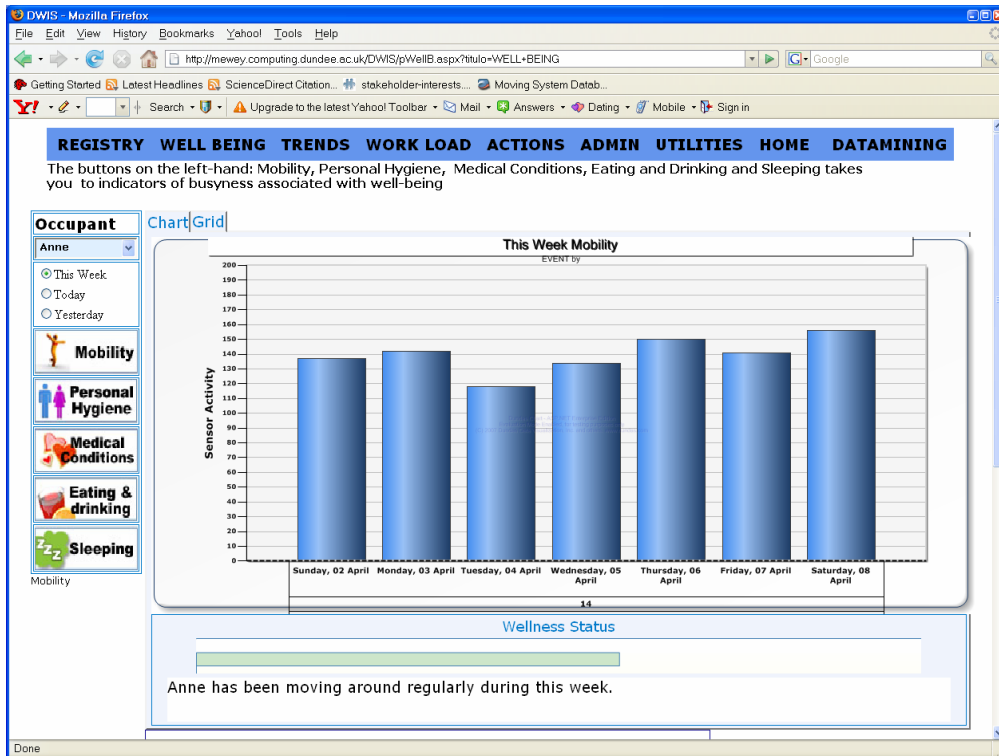 DWIS - Mozilla Firefox
File Edit View History Bookmarks Yahoo! Tools Help
http://mewey.computing.dundee.ac.uk/DWIS/pWellB.aspx?titulo=WELL+BEING
G Google
Getting Started Latest Headlines ScienceDirect Citation... stakeholder-interests.... Moving System Datab...
Y! Search Upgrade to the latest Yahoo! Toolbar Mail Answers Dating Mobile Sign in
REGISTRY WELL BEING TRENDS WORK LOAD ACTIONS ADMIN UTILITIES HOME DATAMINING
The buttons on the left-hand: Mobility, Personal Hygiene, Medical Conditions, Eating and Drinking and Sleeping takes
you to indicators of busyness associated with well-being
Occupant
Anne
This Week
Today
Yesterday
Mobility
Personal
Hygiene
Medical
Conditions
Eating &
drinking
zZZ Sleeping
Mobility
Chart Grid
This Week Mobility
EVENT by
Sensor Activity
200
190
180
170
160
150
140
130
120
110
100
90
80
70
60
50
40
30
20
10
0
Sunday, 02 April Monday, 03 April Tuesday, 04 April Wednesday, 05 April Thursday, 06 April Friday, 07 April Saturday, 08 April
14
Wellness Status
Anne has been moving around regularly during this week.
Done